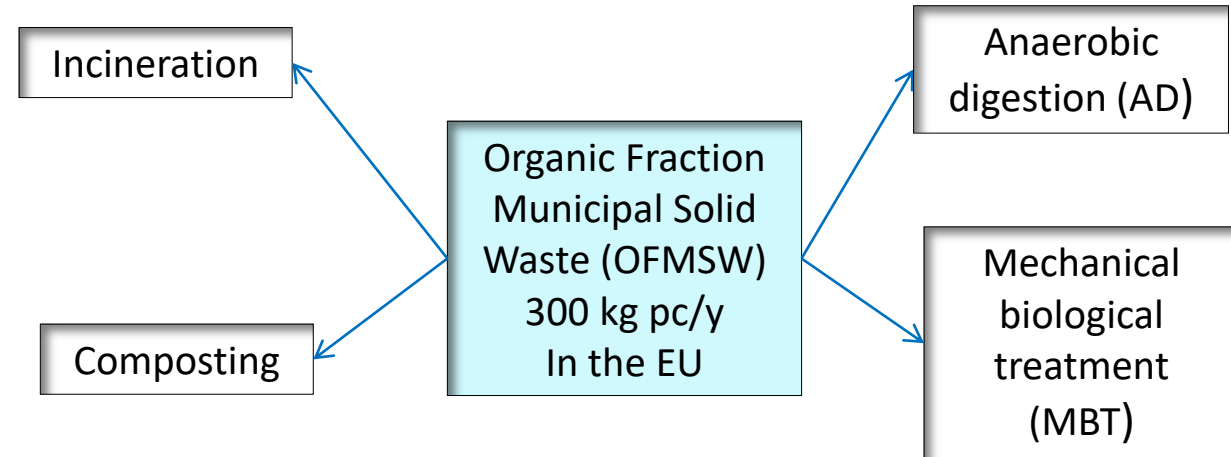 Incineration
Composting
Organic Fraction
Municipal Solid
Waste (OFMSW)
300 kg pc/y
In the EU
Anaerobic
digestion (AD)
Mechanical
biological
treatment
(MBT)